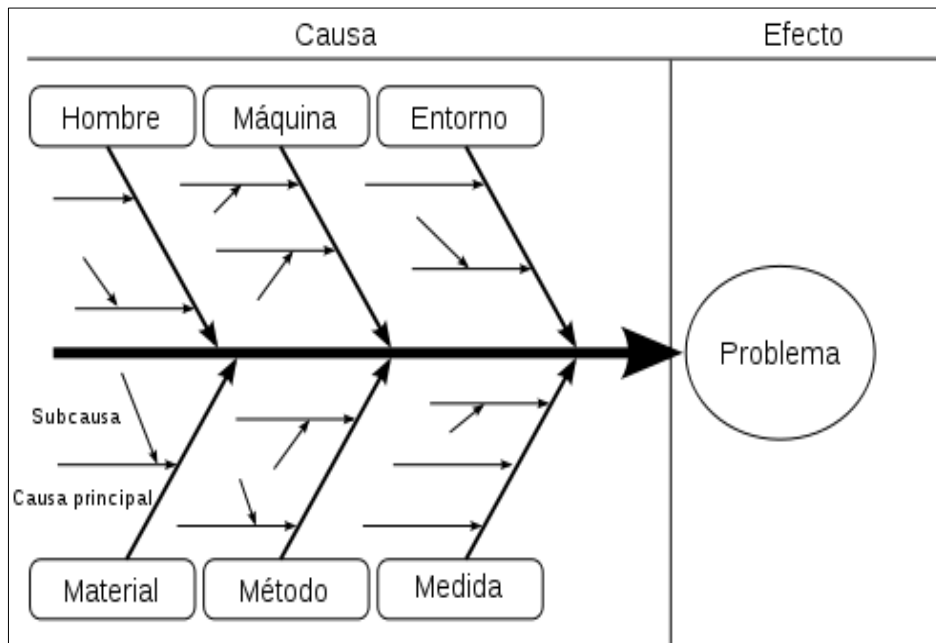 Causa
Efecto
Hombre
Máquina
Entorno
Problema
Subcausa
Causa principal
Material
Método
Medida